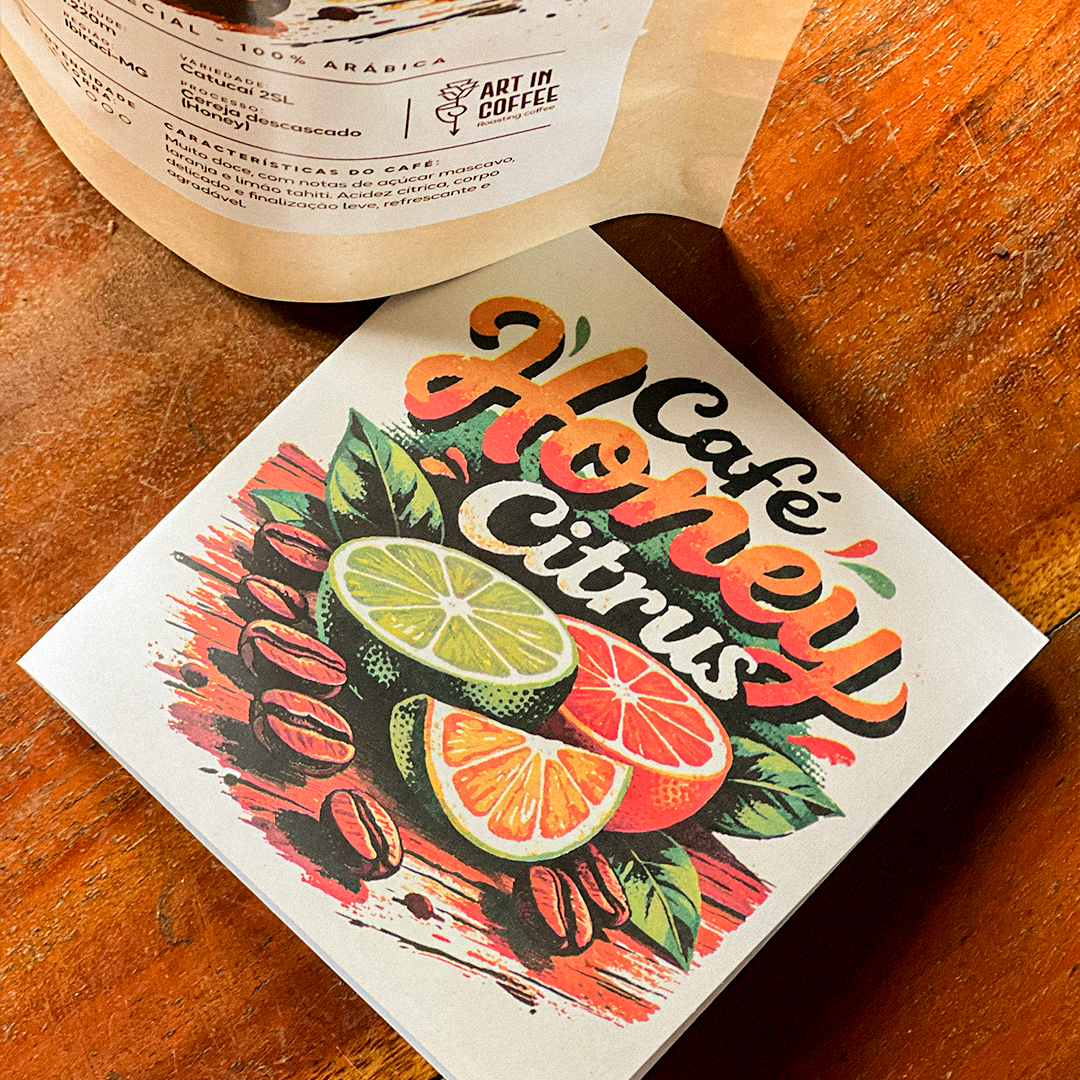 ECIAL - 100% ARÁBICA
1220m
Ibiraci-MG
VARIEDADE:
Catucaí 2SL
PROCESSO:
Cereja descascado
(Honey)
ART IN
COFFEE
Roasting coffee
CARACTERÍSTICAS DO CAFÉ:
Muito doce, com notas de açúcar mascavo,
laranja e limão tahiti. Acidez cítrica, corpo
delicado e finalização leve, refrescante e
agradável.
Café
Honey
Citrus